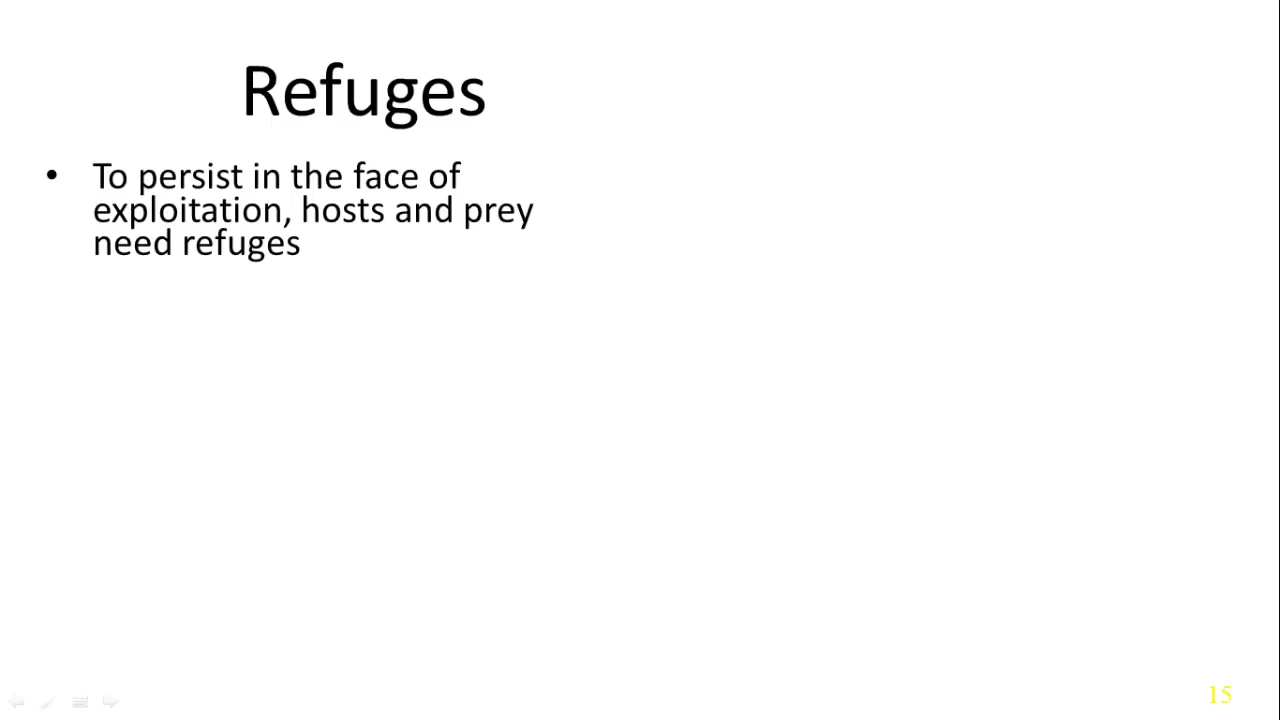 Refuges
• To persist in the face of
exploitation, hosts and prey
need refuges
15